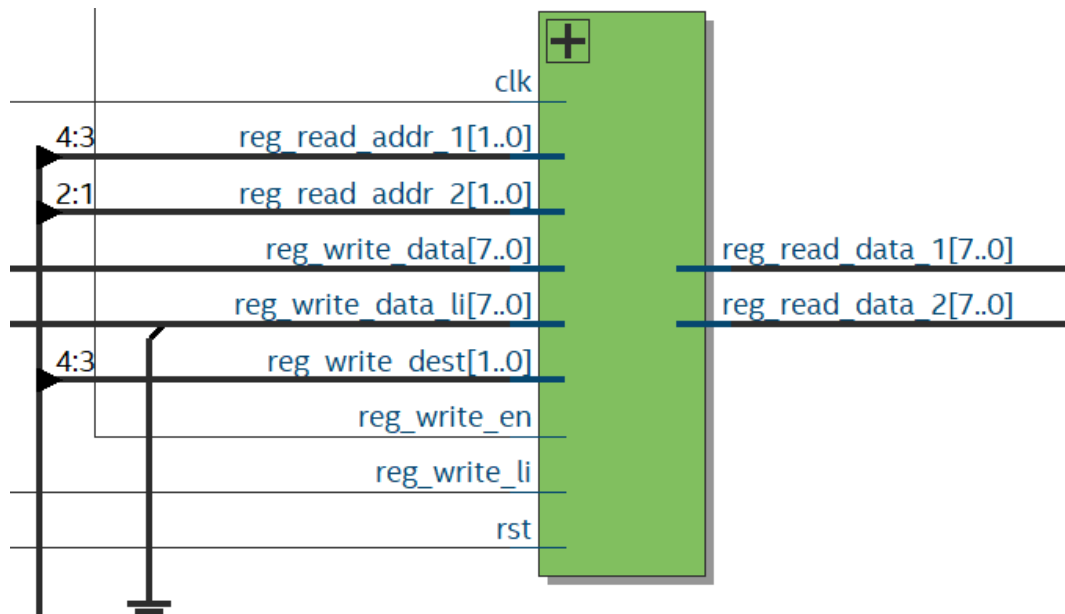 clk
4:3 reg_read_addr_1[1..0]
2:1 reg_read_addr_2[1..0]
reg_write_data[7..0] reg_read_data_1[7..0]
reg_write_data_li[7..0] reg_read_data_2[7..0]
4:3 reg_write_dest[1..0]
reg_write_en
reg_write_li
rst